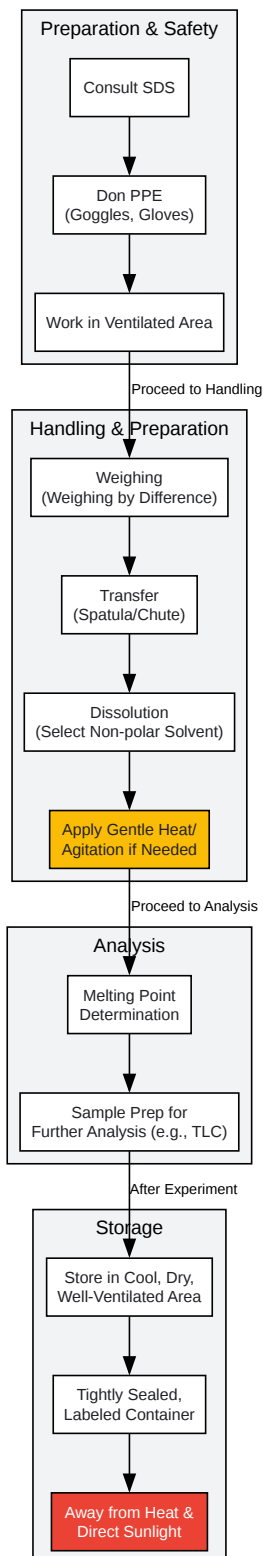 Preparation & Safety
Consult SDS
Don PPE
(Goggles, Gloves)
Work in Ventilated Area
Proceed to Handling
Handling & Preparation
Weighing
(Weighing by Difference)
Transfer
(Spatula/Chute)
Dissolution
(Select Non-polar Solvent)
Apply Gentle Heat/
Agitation if Needed
Proceed to Analysis
Analysis
Melting Point
Determination
Sample Prep for
Further Analysis (e.g., TLC)
After Experiment
Storage
Store in Cool, Dry,
Well-Ventilated Area
Tightly Sealed,
Labeled Container
Away from Heat &
Direct Sunlight